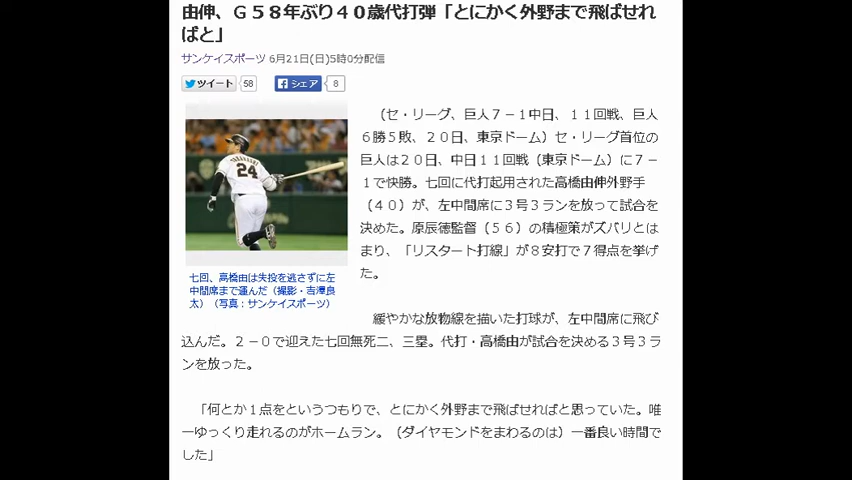 由伸、Ｇ５８年ぶり４０歳代打弾「とにかく外野まで飛ばせれ
ばと」
サンケイスポーツ 6月21日(日)5時0分配信
ツイート 58 シェア 8
（セ・リーグ、巨人７－１中日、１１回戦、巨人
６勝５敗、２０日、東京ドーム）セ・リーグ首位の
巨人は２０日、中日１１回戦（東京ドーム）に７－
１で快勝。七回に代打起用された高橋由伸外野手
（４０）が、左中間席に３号３ランを放って試合を
決めた。原辰徳監督（５６）の積極策がズバリとは
まり、「リスタート打線」が８安打で７得点を挙げ
た。
TAKAHASHI
24
七回、高橋由は失投を逃さずに左
中間席まで運んだ（撮影・吉澤良
太）（写真：サンケイスポーツ）
緩やかな放物線を描いた打球が、左中間席に飛び
込んだ。２－０で迎えた七回無死二、三塁。代打・高橋由が試合を決める３号３ラ
ンを放った。
「何とか１点をというつもりで、とにかく外野まで飛ばせればと思っていた。唯
一ゆっくり走れるのがホームラン。（ダイヤモンドをまわるのは）一番良い時間で
した」